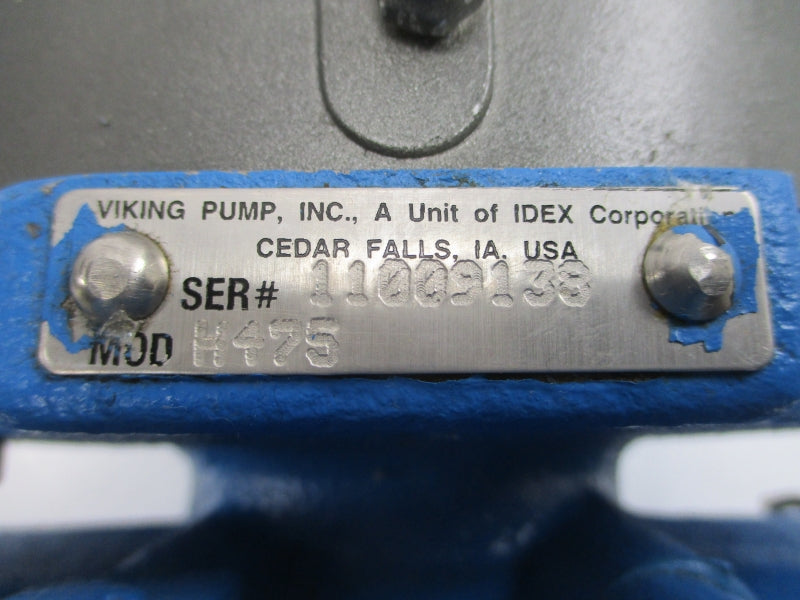 VIKING PUMP, INC., A Unit of IDEX Corporation
CEDAR FALLS, IA. USA
SER# 11009133
MOD H475